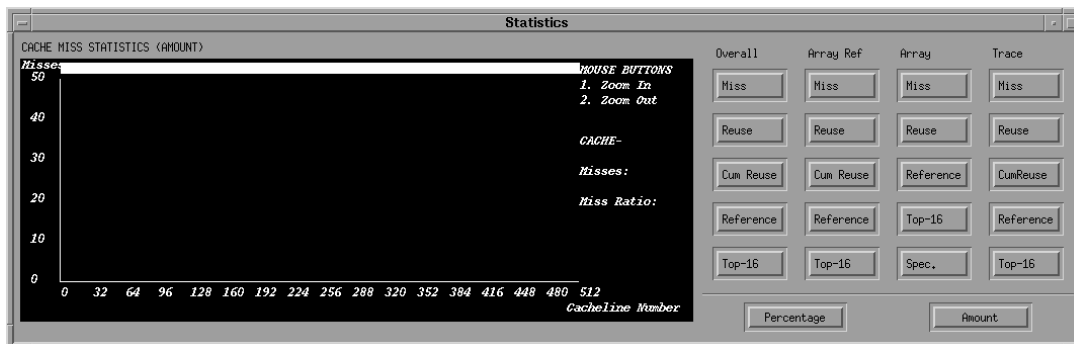 Statistics
CACHE MISS STATISTICS (AMOUNT)
Misses
50
40
30
20
10
0
0 32 64 96 128 160 192 224 256 288 320 352 384 416 448 480 512
Cacheline Number
MOUSE BUTTONS
1. Zoom In
2. Zoom Out
CACHE-
Misses:
Miss Ratio:
Overall Array Ref Array Trace
Miss Miss Miss Miss
Reuse Reuse Reuse Reuse
Cum Reuse Cum Reuse Reference CumReuse
Reference Reference Top-16 Reference
Top-16 Top-16 Spec. Top-16
Percentage Amount